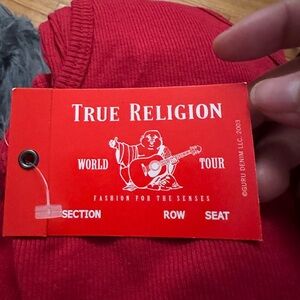 TRUE RELIGION
WORLD TOUR
FASHION FOR THE SENSES
SECTION ROW SEAT
©GURU DENIM LLC. 2003